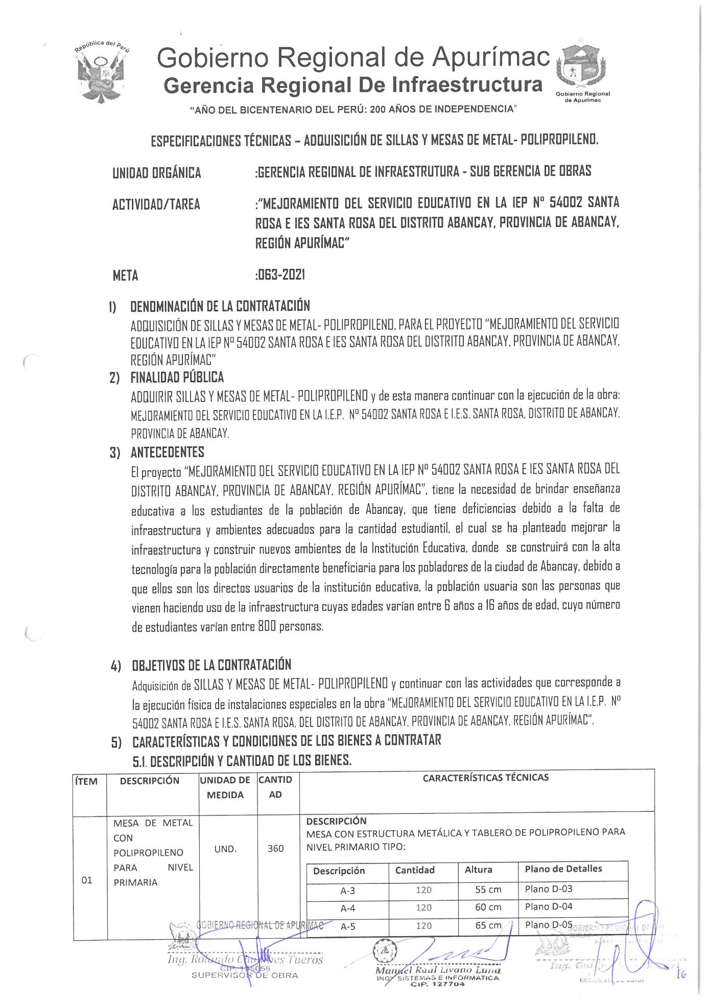 República del Perú
Gobierno Regional de Apurímac
Gerencia Regional De Infraestructura
Gobierno Regional
de Apurímac
"AÑO DEL BICENTENARIO DEL PERÚ: 200 AÑOS DE INDEPENDENCIA"
ESPECIFICACIONES TÉCNICAS – ADQUISICIÓN DE SILLAS Y MESAS DE METAL- POLIPROPILENO.
UNIDAD ORGÁNICA :GERENCIA REGIONAL DE INFRAESTRUTURA - SUB GERENCIA DE OBRAS
ACTIVIDAD/TAREA :"MEJORAMIENTO DEL SERVICIO EDUCATIVO EN LA IEP Nº 54002 SANTA
ROSA E IES SANTA ROSA DEL DISTRITO ABANCAY, PROVINCIA DE ABANCAY,
REGIÓN APURÍMAC"
META :063-2021
1) DENOMINACIÓN DE LA CONTRATACIÓN
ADQUISICIÓN DE SILLAS Y MESAS DE METAL- POLIPROPILENO, PARA EL PROYECTO "MEJORAMIENTO DEL SERVICIO
EDUCATIVO EN LA IEP Nº 54002 SANTA ROSA E IES SANTA ROSA DEL DISTRITO ABANCAY, PROVINCIA DE ABANCAY,
REGIÓN APURÍMAC"
2) FINALIDAD PÚBLICA
ADQUIRIR SILLAS Y MESAS DE METAL- POLIPROPILENO y de esta manera continuar con la ejecución de la obra:
MEJORAMIENTO DEL SERVICIO EDUCATIVO EN LA I.E.P. Nº 54002 SANTA ROSA E I.E.S. SANTA ROSA, DISTRITO DE ABANCAY,
PROVINCIA DE ABANCAY.
3) ANTECEDENTES
El proyecto "MEJORAMIENTO DEL SERVICIO EDUCATIVO EN LA IEP Nº 54002 SANTA ROSA E IES SANTA ROSA DEL
DISTRITO ABANCAY, PROVINCIA DE ABANCAY, REGIÓN APURÍMAC", tiene la necesidad de brindar enseñanza
educativa a los estudiantes de la población de Abancay, que tiene deficiencias debido a la falta de
infraestructura y ambientes adecuados para la cantidad estudiantil, el cual se ha planteado mejorar la
infraestructura y construir nuevos ambientes de la Institución Educativa, donde se construirá con la alta
tecnología para la población directamente beneficiaria para los pobladores de la ciudad de Abancay, debido a
que ellos son los directos usuarios de la institución educativa, la población usuaria son las personas que
vienen haciendo uso de la infraestructura cuyas edades varían entre 6 años a 16 años de edad, cuyo número
de estudiantes varían entre 800 personas.
4) OBJETIVOS DE LA CONTRATACIÓN
Adquisición de SILLAS Y MESAS DE METAL- POLIPROPILENO y continuar con las actividades que corresponde a
la ejecución física de instalaciones especiales en la obra "MEJORAMIENTO DEL SERVICIO EDUCATIVO EN LA I.E.P. Nº
54002 SANTA ROSA E I.E.S. SANTA ROSA, DEL DISTRITO DE ABANCAY, PROVINCIA DE ABANCAY, REGIÓN APURÍMAC".
5) CARACTERÍSTICAS Y CONDICIONES DE LOS BIENES A CONTRATAR
5.1. DESCRIPCIÓN Y CANTIDAD DE LOS BIENES.
ÍTEM DESCRIPCIÓN UNIDAD DE CANTID CARACTERÍSTICAS TÉCNICAS
MEDIDA AD
MESA DE METAL
CON
POLIPROPILENO
PARA NIVEL
PRIMARIA
01
UND.
360
DESCRIPCIÓN
MESA CON ESTRUCTURA METÁLICA Y TABLERO DE POLIPROPILENO PARA
NIVEL PRIMARIO TIPO:
Descripción Cantidad Altura Plano de Detalles
A-3 120 55 cm Plano D-03
A-4 120 60 cm Plano D-04
A-5 120 65 cm Plano D-05
GOBIERNO REGIONAL DE APURIMAC
Ing. Tueros
SUPERVISOR DE OBRA
Manuel Raúl Livano Luna
ING. SISTEMAS E INFORMATICA
CIP. 127704
GOBIERNO REGIONAL DE
Ing.
RESIDENTE DE OBRA
16